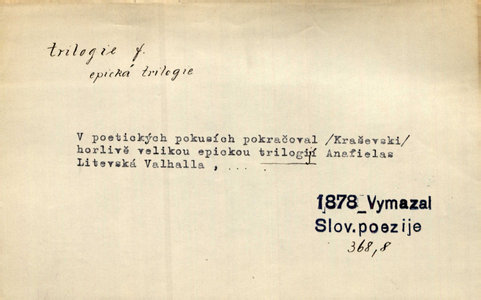 trilogie f.
epická trilogie
V poetických pokusích pokračoval /Kraševski/
horlivě velikou epickou trilogií Anafielas
Litevská Valhalla , ....
1878_Vymazal
Slov.poezije
368,8